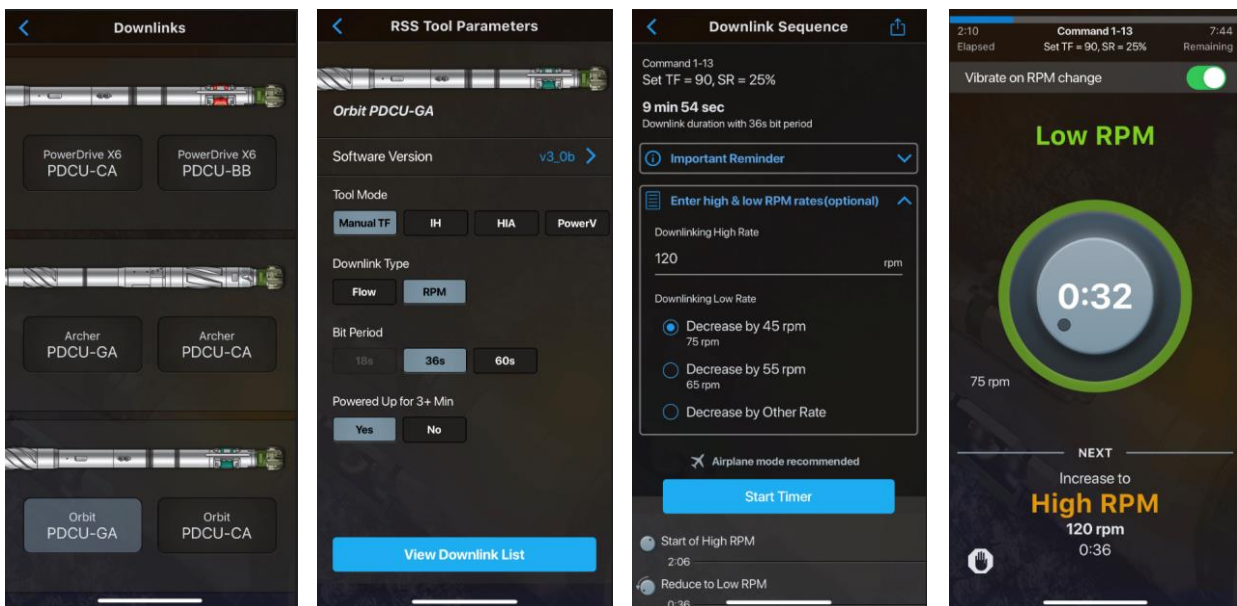 Downlinks
PowerDrive X6
PDCU-CA
PowerDrive X6
PDCU-BB
Archer
PDCU-GA
Archer
PDCU-CA
Orbit
PDCU-GA
Orbit
PDCU-CA
RSS Tool Parameters
Orbit PDCU-GA
Software Version v3_0b
Tool Mode
Manual TF IH HIA PowerV
Downlink Type
Flow RPM
Bit Period
18s 36s 60s
Powered Up for 3+ Min
Yes No
View Downlink List
Downlink Sequence
Command 1-13
Set TF = 90, SR = 25%
9 min 54 sec
Downlink duration with 36s bit period
Important Reminder
Enter high & low RPM rates(optional)
Downlinking High Rate
120 rpm
Downlinking Low Rate
Decrease by 45 rpm
75 rpm
Decrease by 55 rpm
65 rpm
Decrease by Other Rate
Airplane mode recommended
Start Timer
Start of High RPM
2:06
Reduce to Low RPM
0:36
2:10 Command 1-13 7:44
Elapsed Set TF = 90, SR = 25% Remaining
Vibrate on RPM change
Low RPM
0:32
75 rpm
NEXT
Increase to
High RPM
120 rpm
0:36